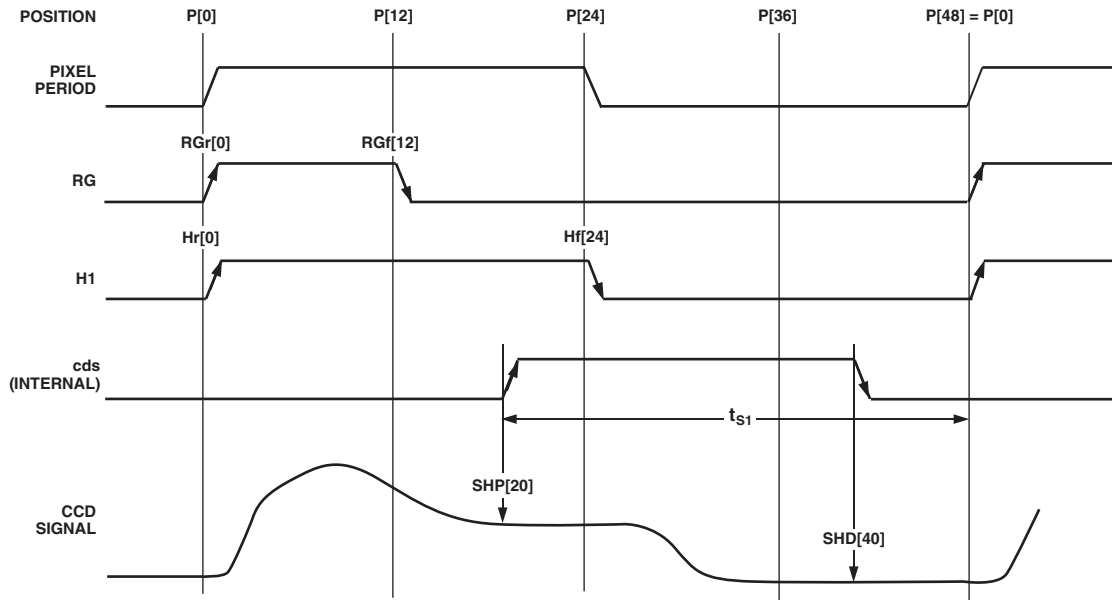 POSITION P[0] P[12] P[24] P[36] P[48] = P[0]
PIXEL
PERIOD
RGr[0] RGf[12]
RG
Hr[0] Hf[24]
H1
cds
(INTERNAL)
tS1
SHP[20]
CCD
SIGNAL
SHD[40]